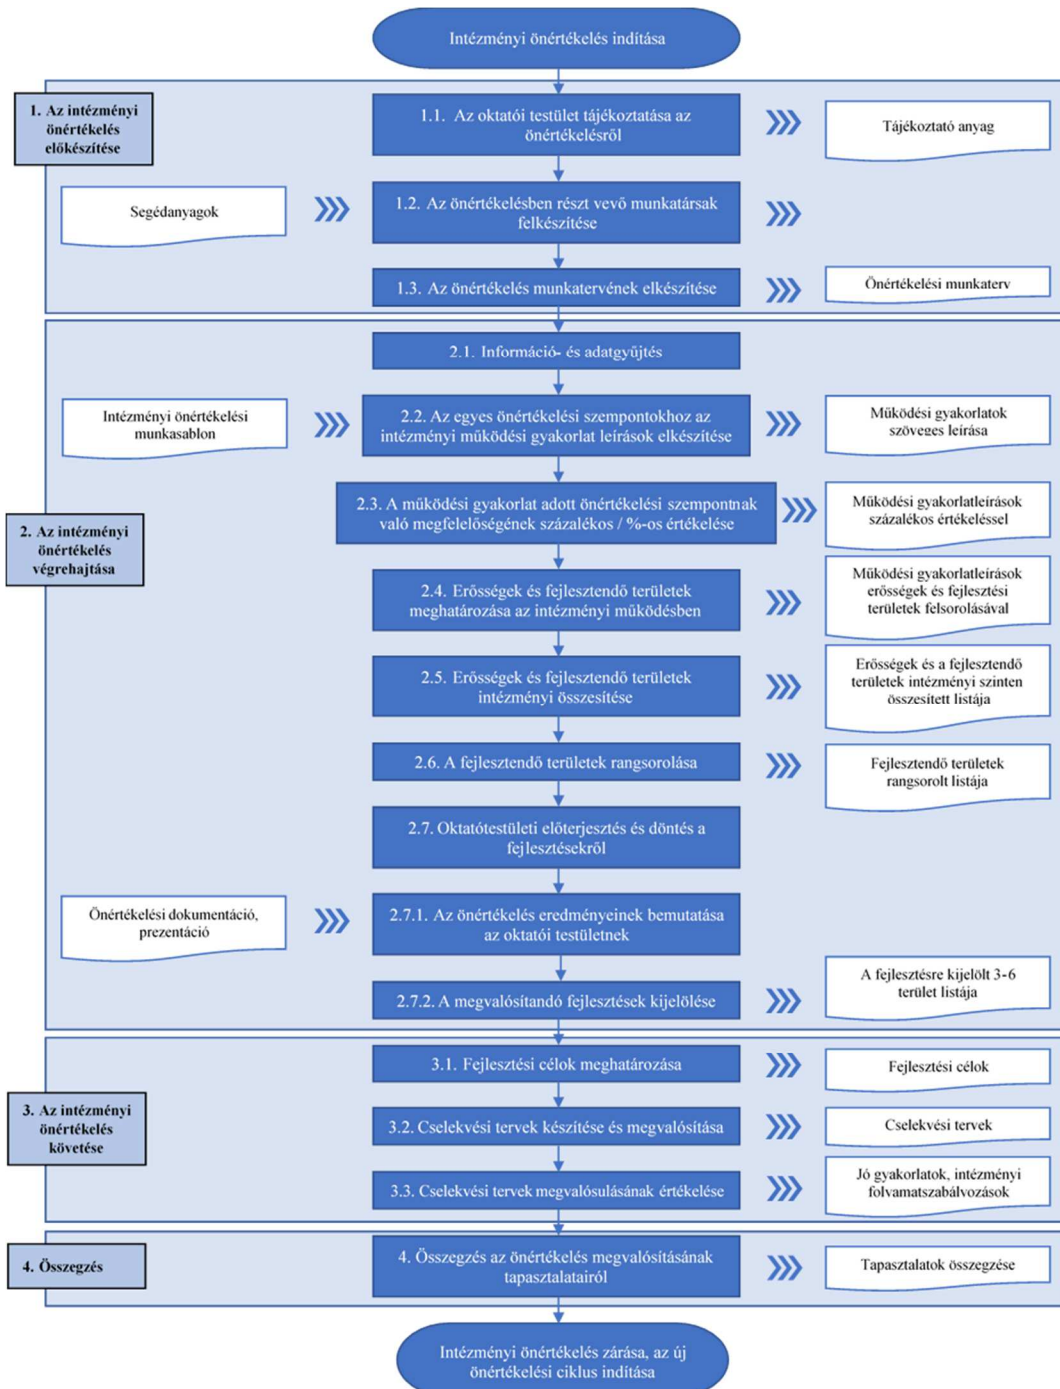 Intézményi önértékelés indítása
1. Az intézményi
önértékelés
előkészítése
1.1. Az oktatói testület tájékoztatása az
önértékelésről
Tájékoztató anyag
Segédanyagok
1.2. Az önértékelésben részt vevő munkatársak
felkészítése
1.3. Az önértékelés munkatervének elkészítése
Önértékelési munkaterv
2. Az intézményi
önértékelés
végrehajtása
2.1. Információ- és adatgyűjtés
Intézményi önértékelési
munkasablon
2.2. Az egyes önértékelési szempontokhoz az
intézményi működési gyakorlat leírások elkészítése
Működési gyakorlatok
szöveges leírása
2.3. A működési gyakorlat adott önértékelési szempontnak
való megfelelőségének százalékos / %-os értékelése
Működési gyakorlatleírások
százalékos értékeléssel
2.4. Erősségek és fejlesztendő területek
meghatározása az intézményi működésben
Működési gyakorlatleírások
erősségek és fejlesztési
területek felsorolásával
2.5. Erősségek és fejlesztendő területek
intézményi összesítése
Erősségek és a fejlesztendő
területek intézményi szinten
összesített listája
2.6. A fejlesztendő területek rangsorolása
Fejlesztendő területek
rangsorolt listája
2.7. Oktatótestületi előterjesztés és döntés a
fejlesztésekről
Önértékelési dokumentáció,
prezentáció
2.7.1. Az önértékelés eredményeinek bemutatása
az oktatói testületnek
2.7.2. A megvalósítandó fejlesztések kijelölése
A fejlesztésre kijelölt 3-6
terület listája
3. Az intézményi
önértékelés
követése
3.1. Fejlesztési célok meghatározása
Fejlesztési célok
3.2. Cselekvési tervek készítése és megvalósítása
Cselekvési tervek
3.3. Cselekvési tervek megvalósulásának értékelése
Jó gyakorlatok, intézményi
folyamatszabályozások
4. Összegzés
4. Összegzés az önértékelés megvalósításának
tapasztalatairól
Tapasztalatok összegzése
Intézményi önértékelés zárása, az új
önértékelési ciklus indítása